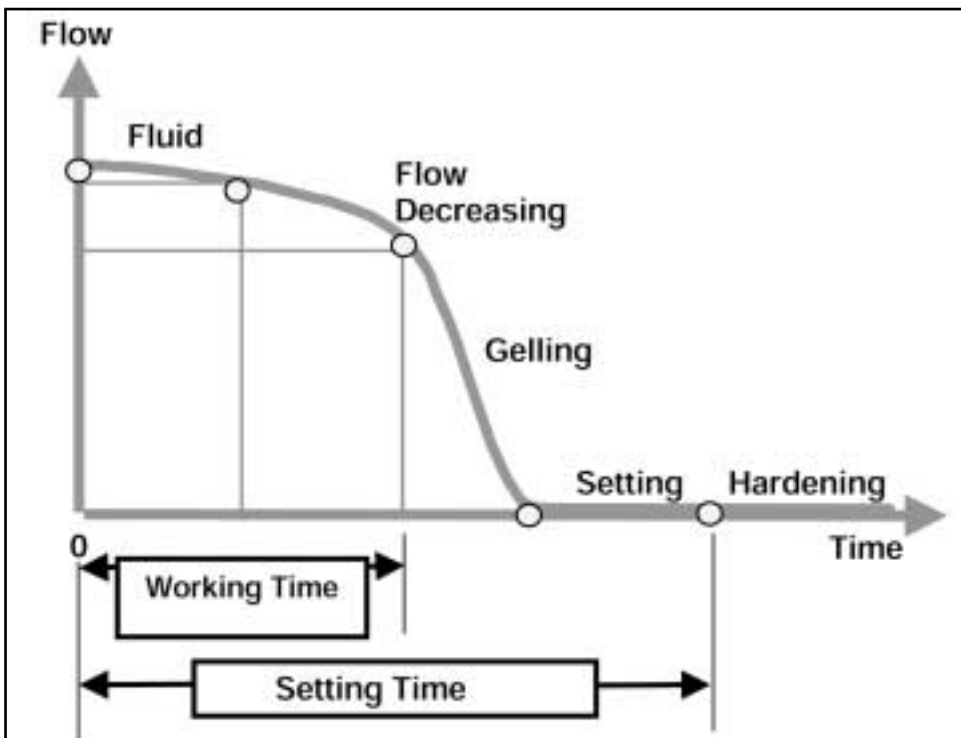 Flow
Fluid
Flow
Decreasing
Gelling
Setting
Hardening
0
Time
Working Time
Setting Time